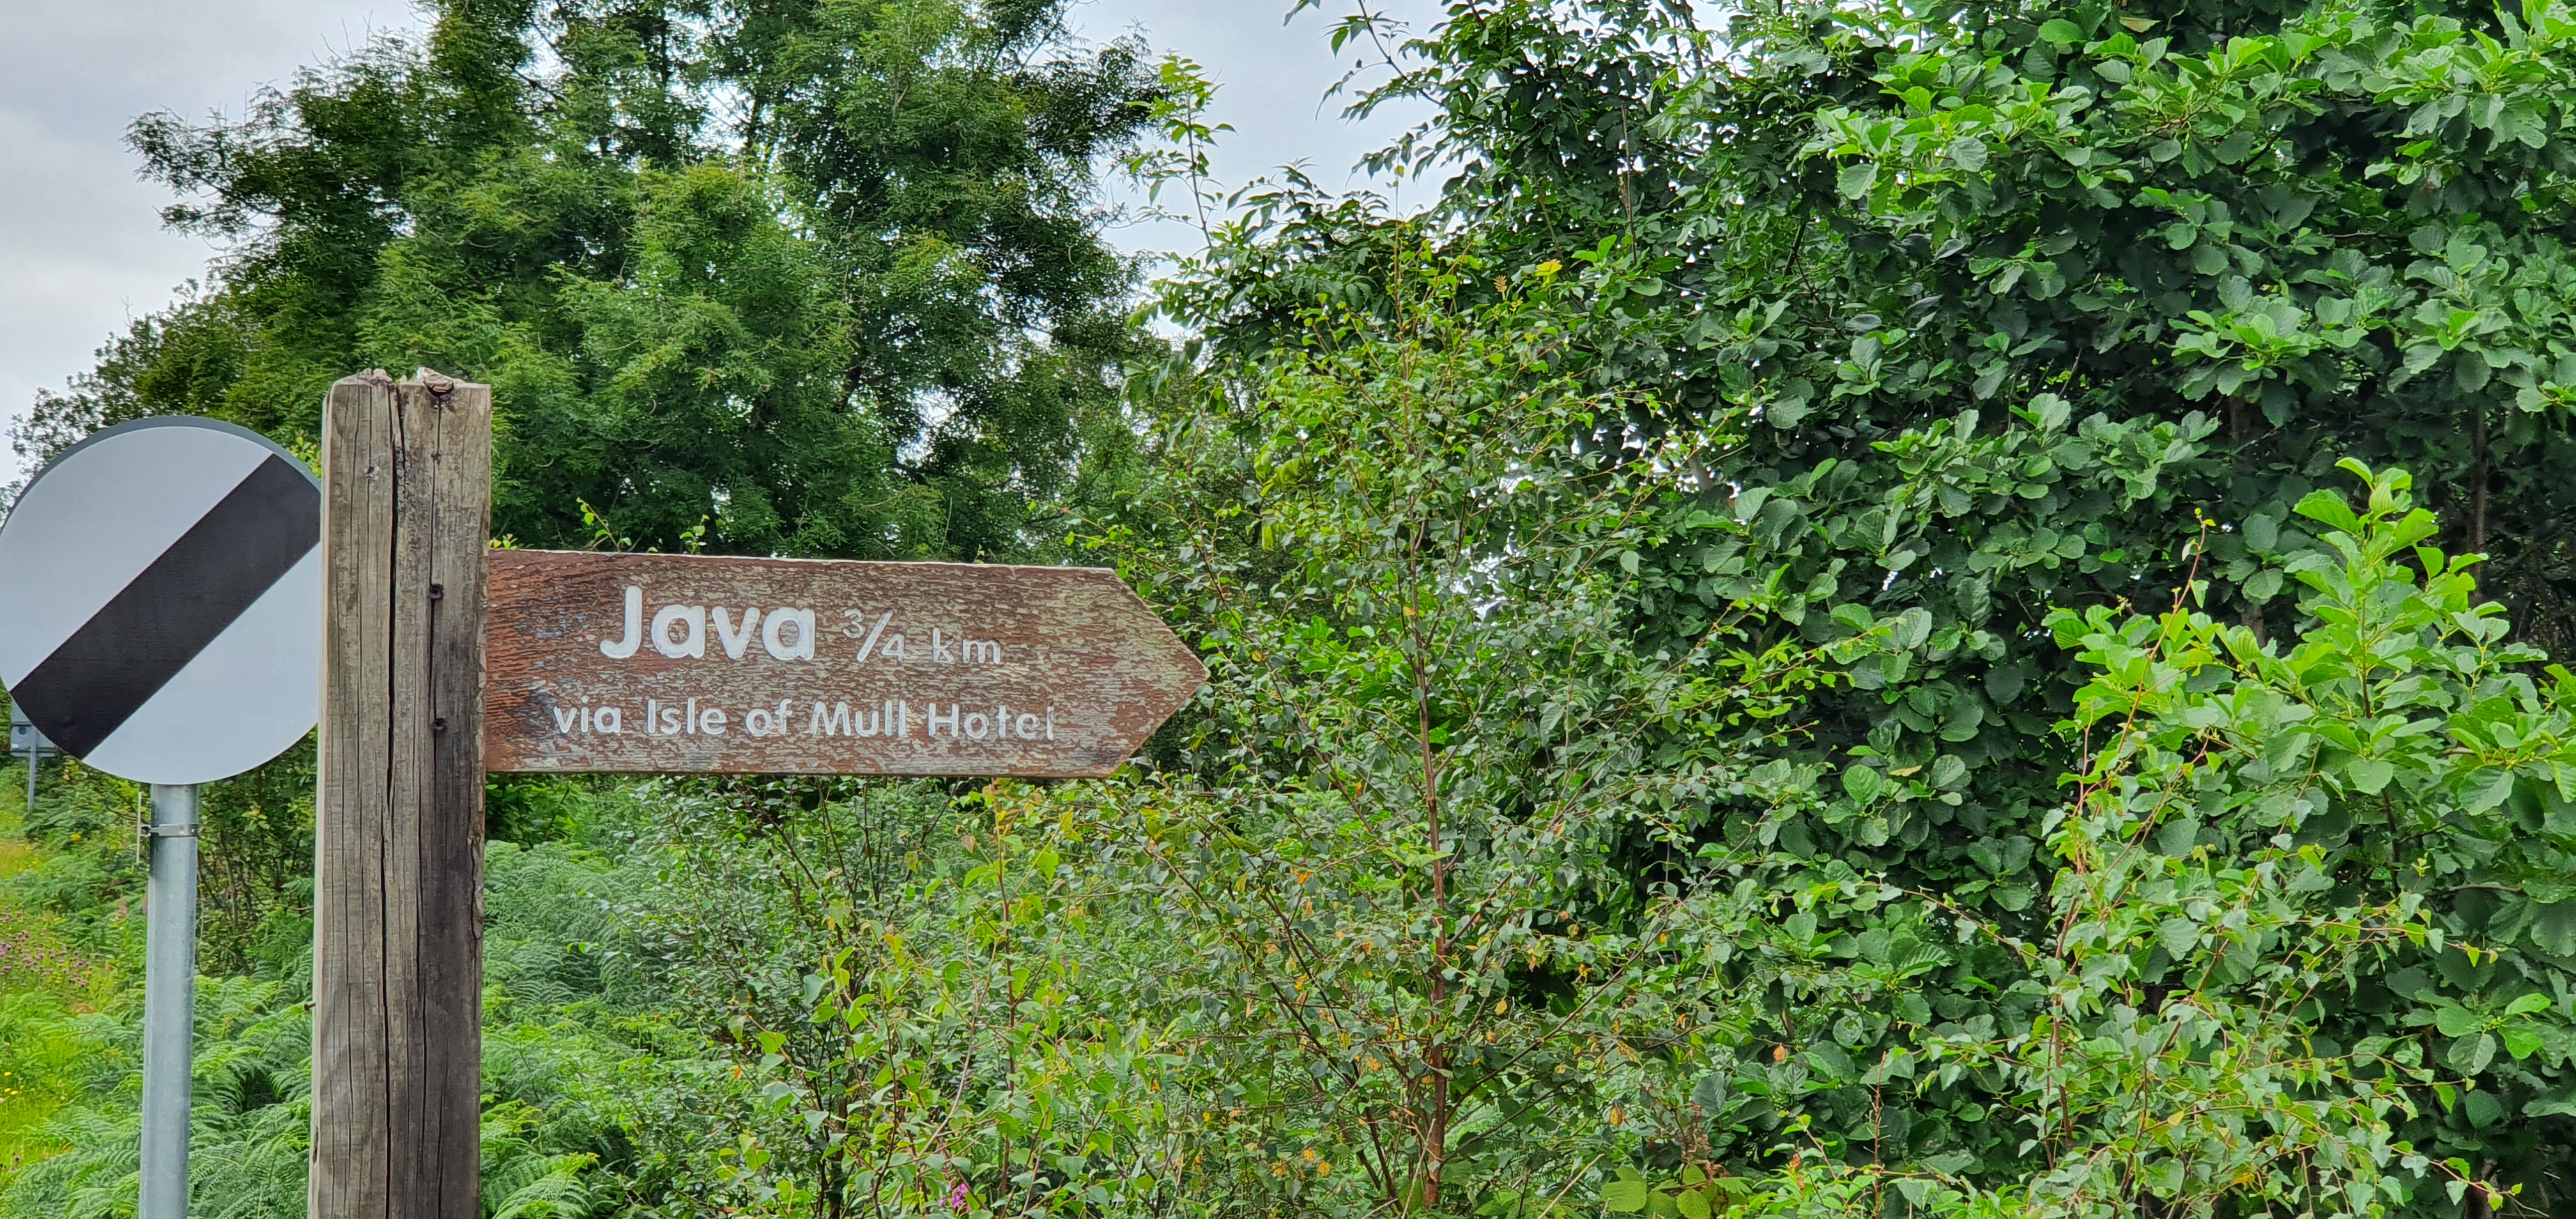 Java 3/4 km
via Isle of Mull Hotel